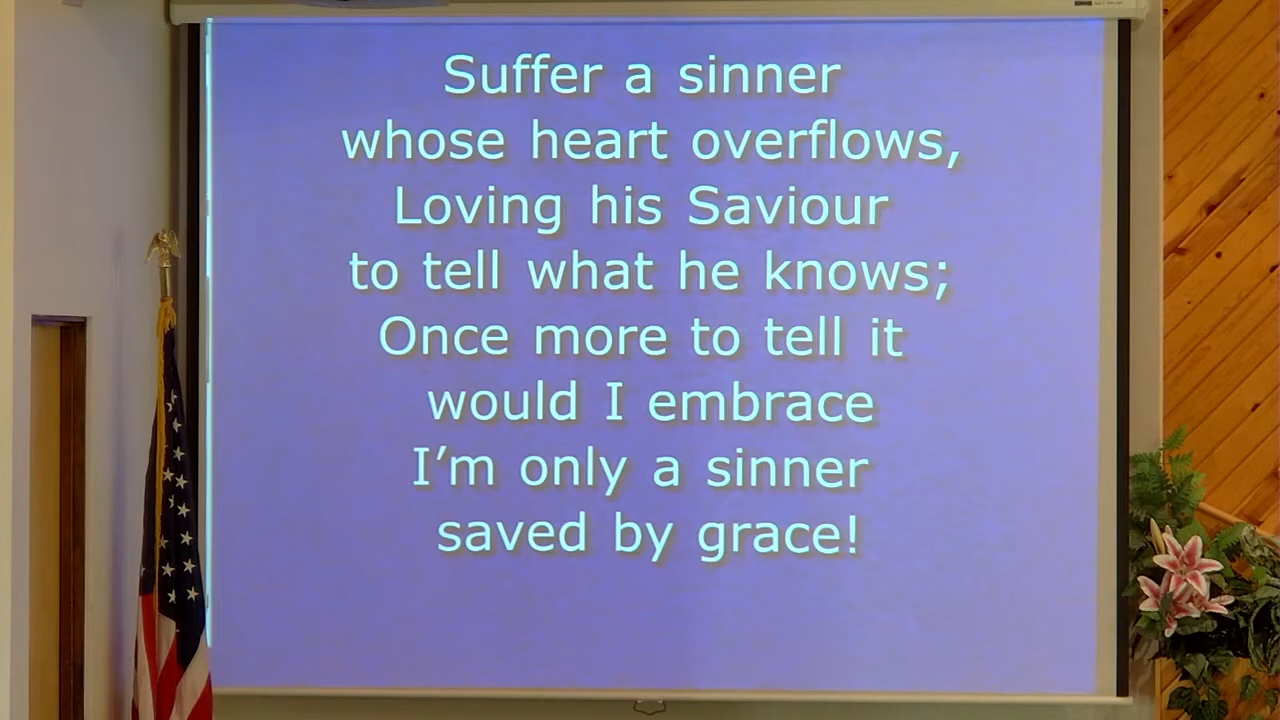 Suffer a sinner
whose heart overflows,
Loving his Saviour
to tell what he knows;
Once more to tell it
would I embrace
I’m only a sinner
saved by grace!